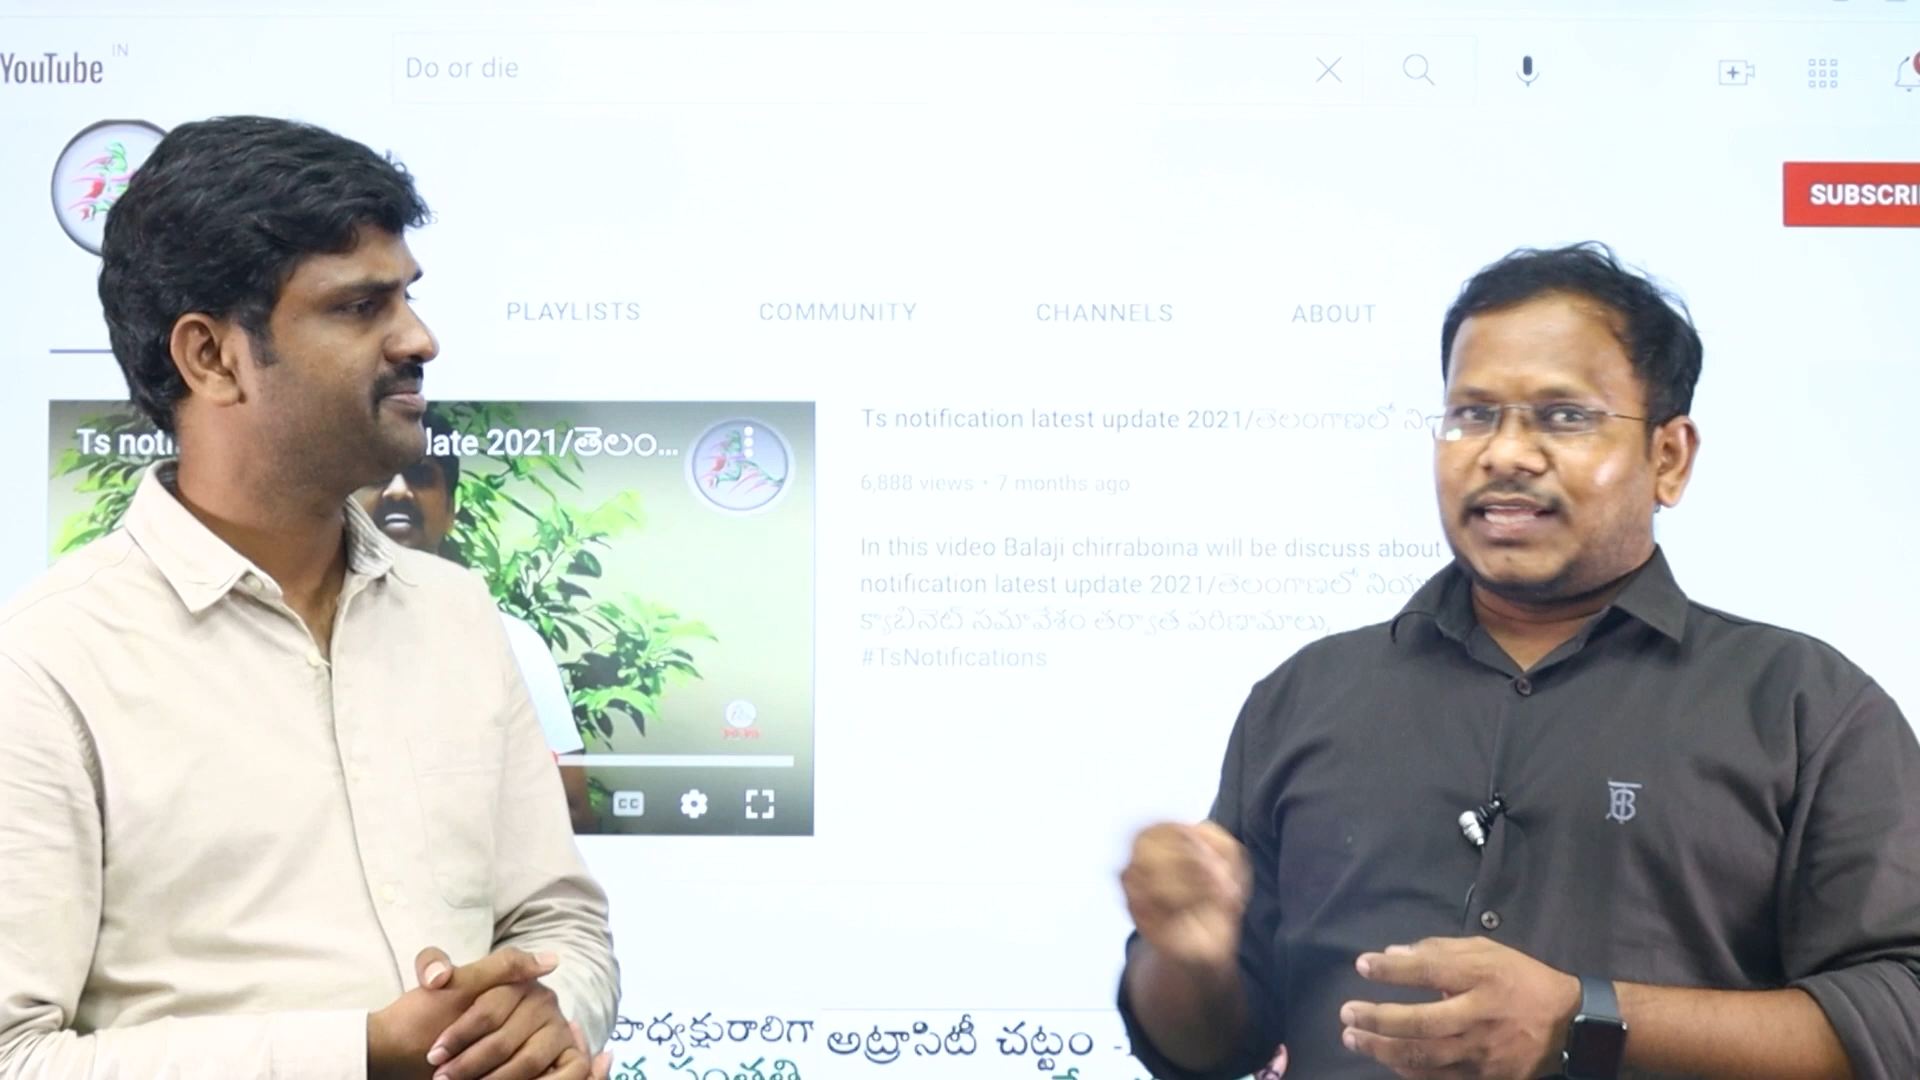 YouTube IN
Do or die
SUBSCRI
PLAYLISTS COMMUNITY CHANNELS ABOUT
Ts noti
late 2021/తెలం...
Ts notification latest update 2021/తెలంగాణలో
6,888 views • 7 months ago
In this video Balaji chirraboina will be discuss about
notification latest update 2021/తెలంగాణలో
క్యాబినెట్ సమావేశం తర్వాత పరిణామాలు,
#TsNotifications
CC
అట్రాసిటీ చట్టం -